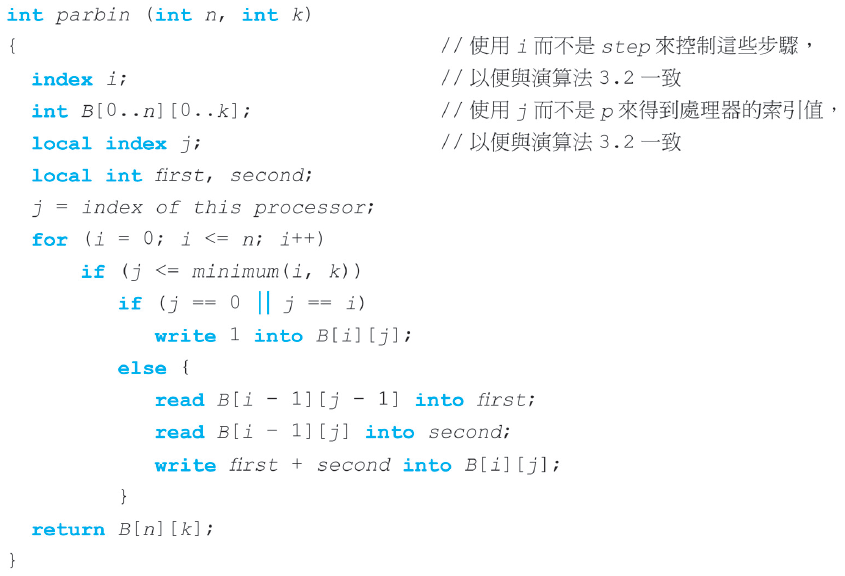 int parbin (int n, int k)
{ // 使用 i 而不是 step 來控制這些步驟，
index i; // 以便與演算法 3.2 一致
int B[0..n][0..k]; // 使用 j 而不是 p 來得到處理器的索引值，
local index j; // 以便與演算法 3.2 一致
local int first, second;
j = index of this processor;
for (i = 0; i <= n; i++)
if (j <= minimum(i, k))
if (j == 0 || j == i)
write 1 into B[i][j];
else {
read B[i - 1][j - 1] into first;
read B[i - 1][j] into second;
write first + second into B[i][j];
}
return B[n][k];
}